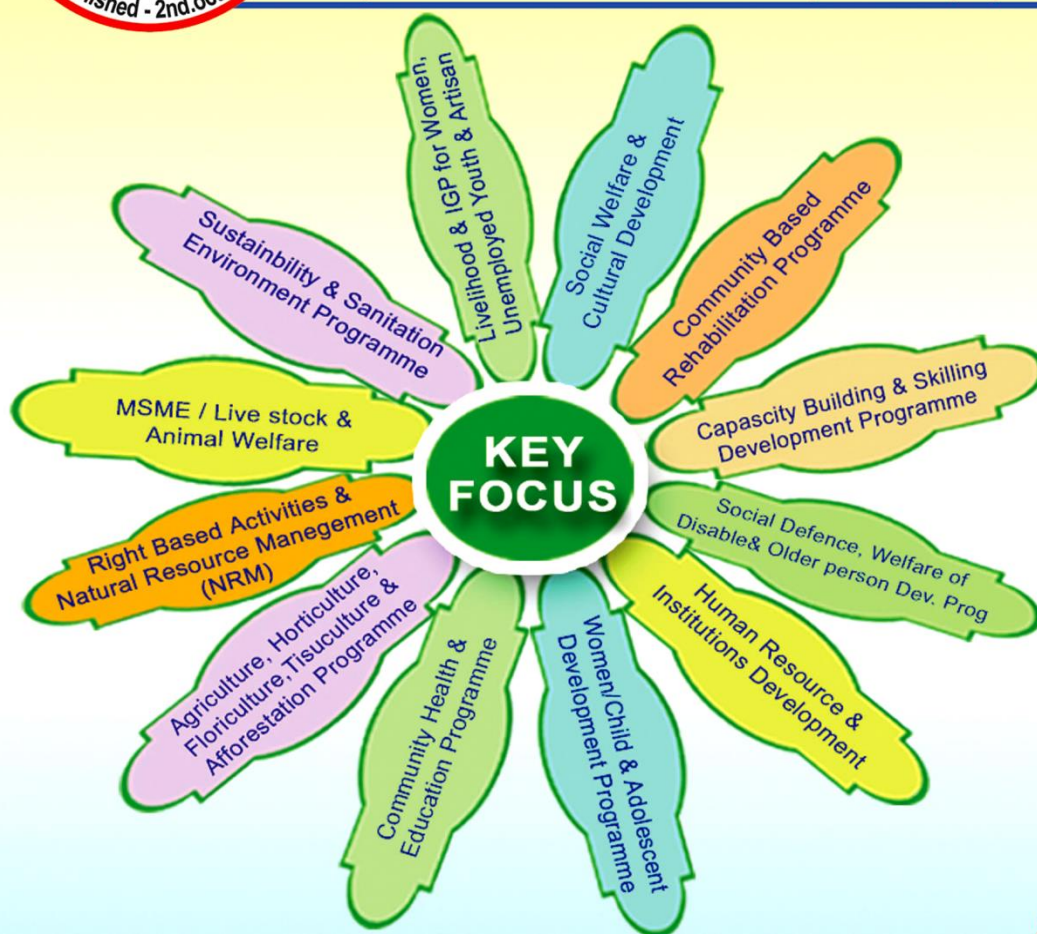 KEY
FOCUS
Livelihood & IGP for Women,
Unemployed Youth & Artisan
Social Welfare &
Cultural Development
Community Based
Rehabilitation Programme
Capascity Building & Skilling
Development Programme
Social Defence, Welfare of
Disable& Older person Dev. Prog
Human Resource &
Institutions Development
Women/Child & Adolescent
Development Programme
Community Health &
Education Programme
Agriculture, Horticulture,
Floriculture,Tisuculture &
Afforestation Programme
Right Based Activities &
Natural Resource Manegement
(NRM)
MSME / Live stock &
Animal Welfare
Sustainbility & Sanitation
Environment Programme